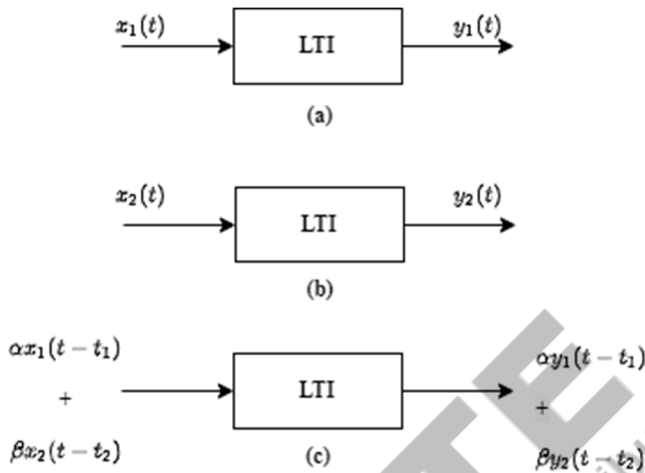 x₁(t) LTI y₁(t)
(a)
x₂(t) LTI y₂(t)
(b)
αx₁(t − t₁) αy₁(t − t₁)
+ LTI +
βx₂(t − t₂) (c) βy₂(t − t₂)